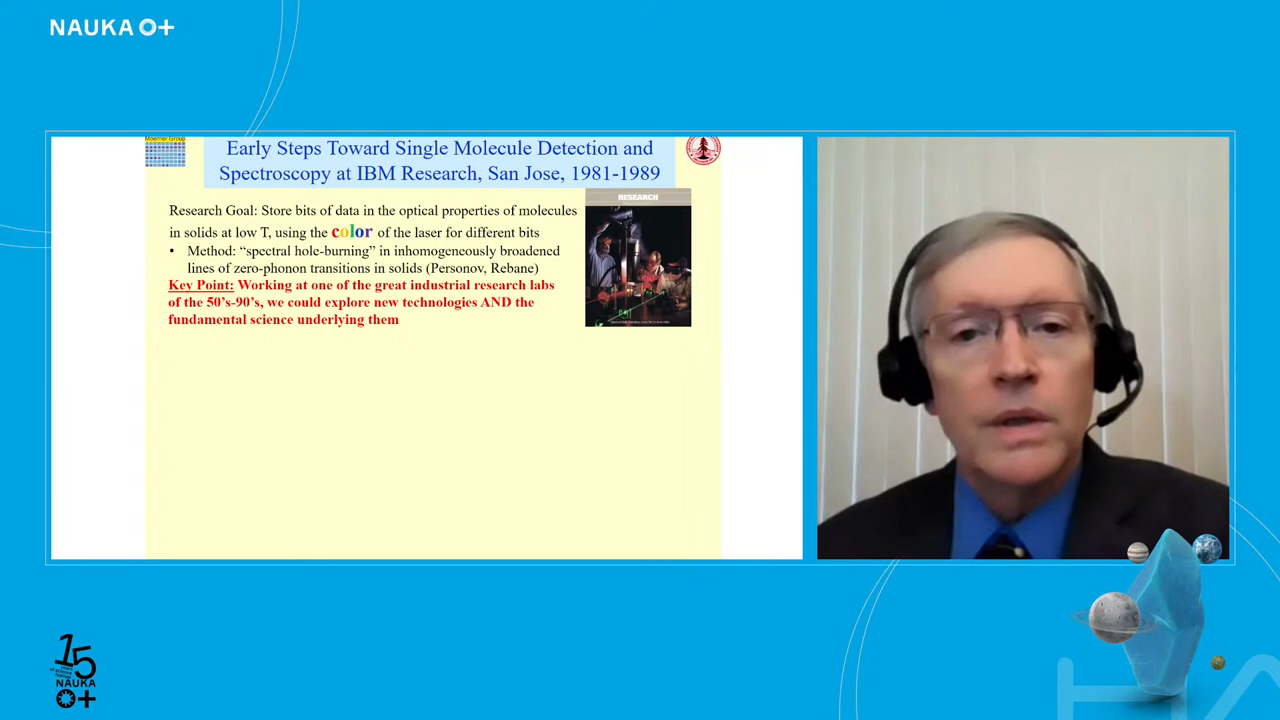 NAUKA O+
Moerner Group
Early Steps Toward Single Molecule Detection and
Spectroscopy at IBM Research, San Jose, 1981-1989
RESEARCH
Research Goal: Store bits of data in the optical properties of molecules
in solids at low T, using the color of the laser for different bits
• Method: “spectral hole-burning” in inhomogeneously broadened
lines of zero-phonon transitions in solids (Personov, Rebane)
Key Point: Working at one of the great industrial research labs
of the 50’s-90’s, we could explore new technologies AND the
fundamental science underlying them
15
NAUKA
O+